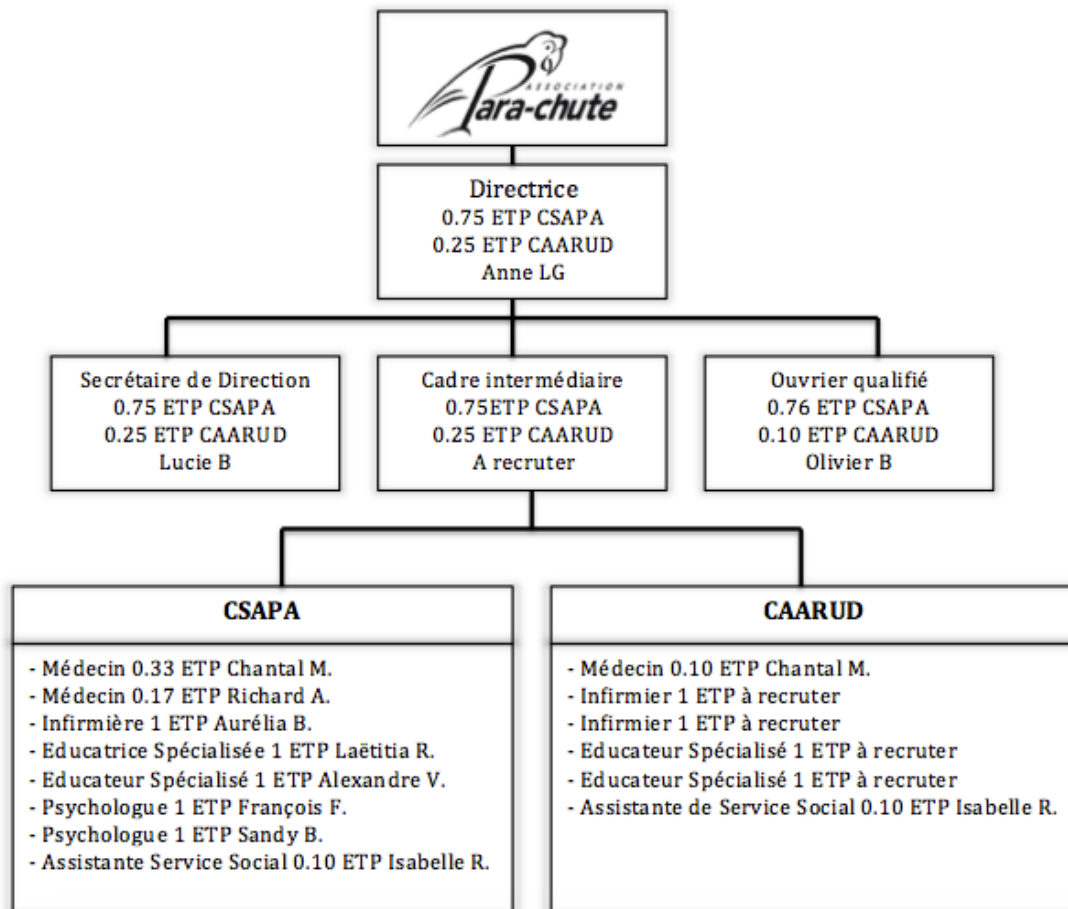 ASSOCIATION
Para-chute
Directrice
0.75 ETP CSAPA
0.25 ETP CAARUD
Anne LG
Secrétaire de Direction
0.75 ETP CSAPA
0.25 ETP CAARUD
Lucie B
Cadre intermédiaire
0.75ETP CSAPA
0.25 ETP CAARUD
A recruter
Ouvrier qualifié
0.76 ETP CSAPA
0.10 ETP CAARUD
Olivier B
CSAPA
- Médecin 0.33 ETP Chantal M.
- Médecin 0.17 ETP Richard A.
- Infirmière 1 ETP Aurélia B.
- Educatrice Spécialisée 1 ETP Laëtitia R.
- Educateur Spécialisé 1 ETP Alexandre V.
- Psychologue 1 ETP François F.
- Psychologue 1 ETP Sandy B.
- Assistante Service Social 0.10 ETP Isabelle R.
CAARUD
- Médecin 0.10 ETP Chantal M.
- Infirmier 1 ETP à recruter
- Infirmier 1 ETP à recruter
- Educateur Spécialisé 1 ETP à recruter
- Educateur Spécialisé 1 ETP à recruter
- Assistante de Service Social 0.10 ETP Isabelle R.